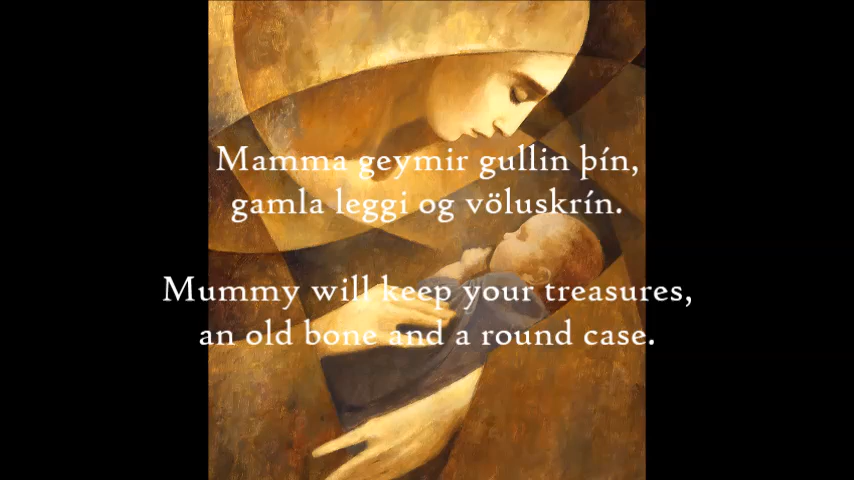 Mamma geymir gullin þín,
gamla leggi og völuskrín.
Mummy will keep your treasures,
an old bone and a round case.